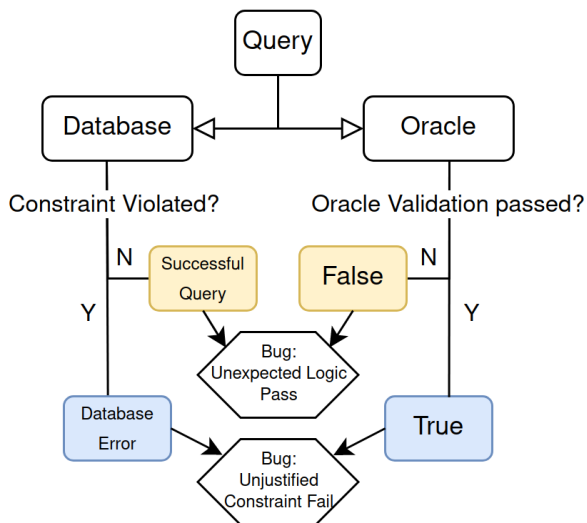 Query
Database
Oracle
Constraint Violated?
Oracle Validation passed?
N
Successful
Query
False
N
Y
Y
Bug:
Unexpected Logic
Pass
Database
Error
True
Bug:
Unjustified
Constraint Fail